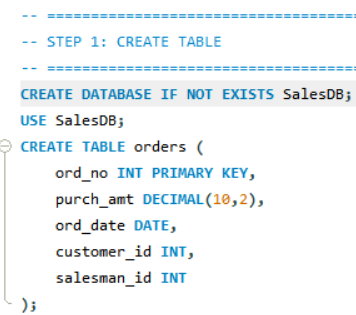 -- ========================================
-- STEP 1: CREATE TABLE
-- ========================================
CREATE DATABASE IF NOT EXISTS SalesDB;
USE SalesDB;
CREATE TABLE orders (
    ord_no INT PRIMARY KEY,
    purch_amt DECIMAL(10,2),
    ord_date DATE,
    customer_id INT,
    salesman_id INT
);